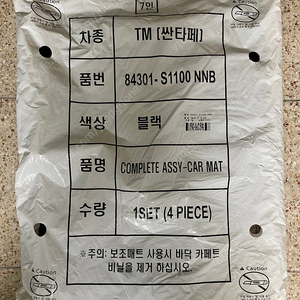 7인
차종 TM (싼타페)
품번 84301-S1100 NNB
색상 블랙
품명 COMPLETE ASSY-CAR MAT
수량 1SET (4 PIECE)
※주의: 보조매트 사용시 바닥 카페트
비닐을 제거 하십시오.
Caution
Caution